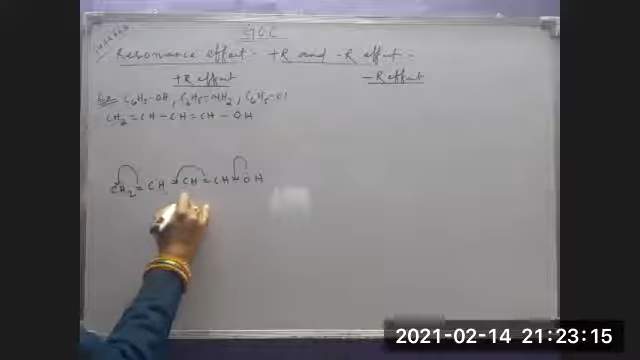 GOC
Resonance effect - +R and -R effect -
+R effect
-R effect
Ex: C6H5-OH, C6H5-NH2, C6H5-Cl
CH2 = CH - CH = CH - OH
CH2 = CH - CH = CH - OH
2021-02-14 21:23:15